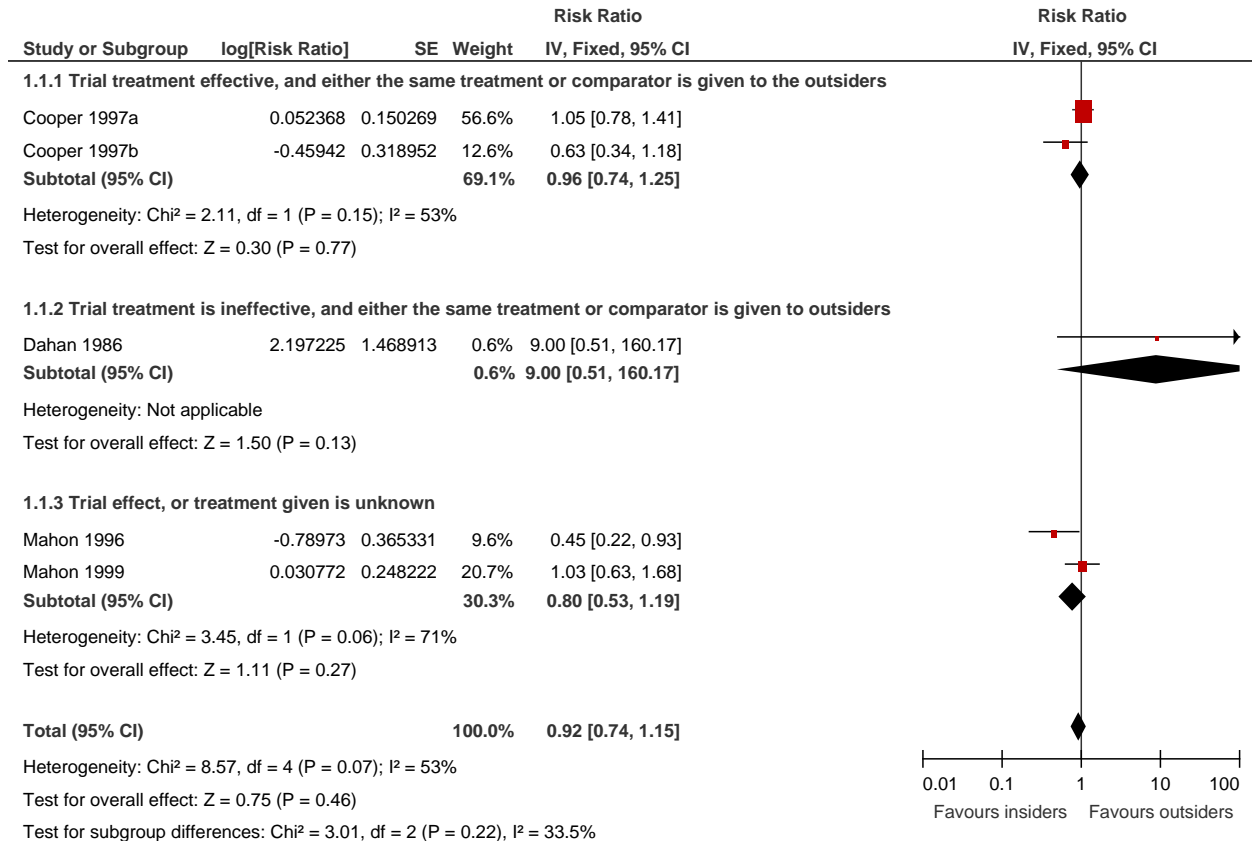 Risk Ratio Risk Ratio
Study or Subgroup log[Risk Ratio] SE Weight IV, Fixed, 95% CI IV, Fixed, 95% CI
1.1.1 Trial treatment effective, and either the same treatment or comparator is given to the outsiders
Cooper 1997a 0.052368 0.150269 56.6% 1.05 [0.78, 1.41]
Cooper 1997b -0.45942 0.318952 12.6% 0.63 [0.34, 1.18]
Subtotal (95% CI) 69.1% 0.96 [0.74, 1.25]
Heterogeneity: Chi² = 2.11, df = 1 (P = 0.15); I² = 53%
Test for overall effect: Z = 0.30 (P = 0.77)
1.1.2 Trial treatment is ineffective, and either the same treatment or comparator is given to outsiders
Dahan 1986 2.197225 1.468913 0.6% 9.00 [0.51, 160.17]
Subtotal (95% CI) 0.6% 9.00 [0.51, 160.17]
Heterogeneity: Not applicable
Test for overall effect: Z = 1.50 (P = 0.13)
1.1.3 Trial effect, or treatment given is unknown
Mahon 1996 -0.78973 0.365331 9.6% 0.45 [0.22, 0.93]
Mahon 1999 0.030772 0.248222 20.7% 1.03 [0.63, 1.68]
Subtotal (95% CI) 30.3% 0.80 [0.53, 1.19]
Heterogeneity: Chi² = 3.45, df = 1 (P = 0.06); I² = 71%
Test for overall effect: Z = 1.11 (P = 0.27)
Total (95% CI) 100.0% 0.92 [0.74, 1.15]
Heterogeneity: Chi² = 8.57, df = 4 (P = 0.07); I² = 53%
Test for overall effect: Z = 0.75 (P = 0.46)
Test for subgroup differences: Chi² = 3.01, df = 2 (P = 0.22), I² = 33.5%
0.01 0.1 1 10 100
Favours insiders Favours outsiders